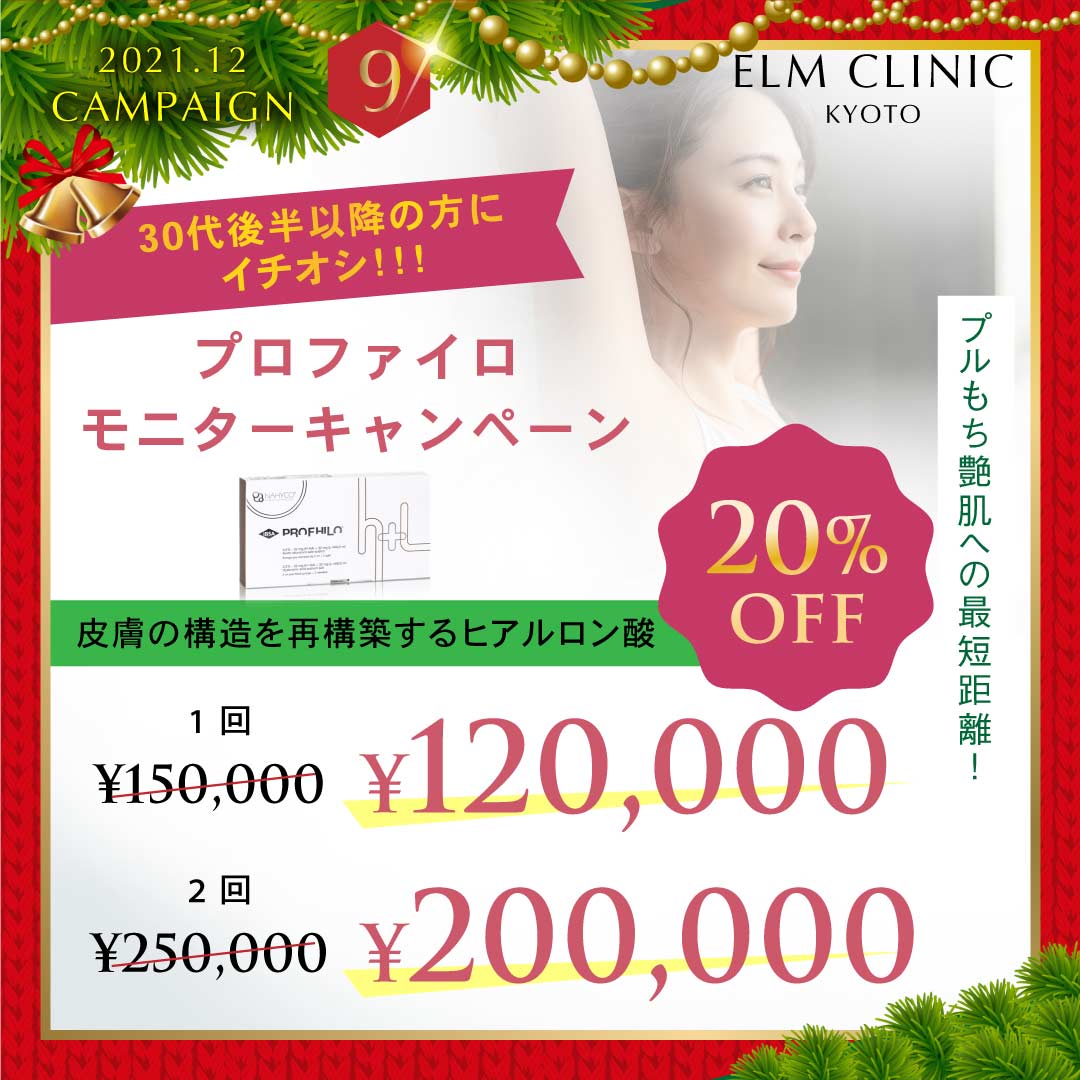 2021.12
CAMPAIGN
9
ELM CLINIC
KYOTO
30代後半以降の方に
イチオシ!!!
プロファイロ
モニターキャンペーン
プルもち艶肌への最短距離！
NAHYCO
IBSA
PROFHILO
h+L
20%
OFF
皮膚の構造を再構築するヒアルロン酸
1 回
¥150,000
¥120,000
2 回
¥250,000
¥200,000